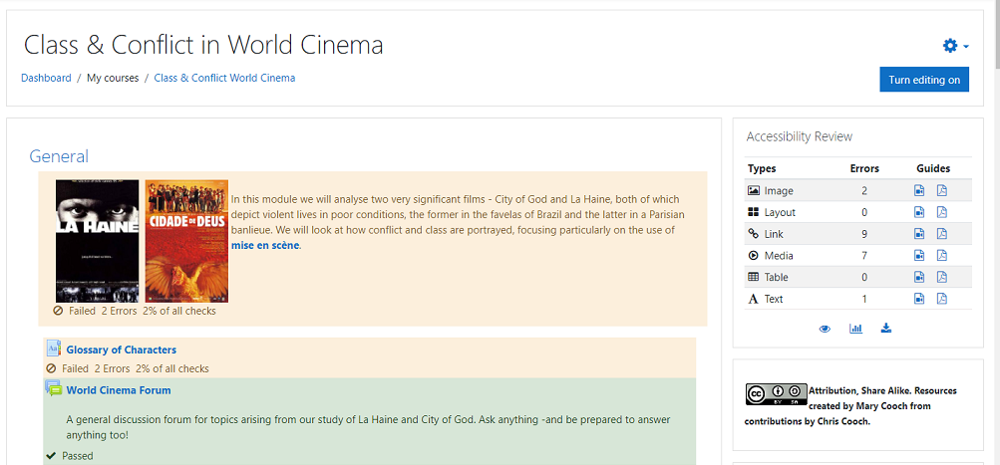 Class & Conflict in World Cinema
Dashboard / My courses / Class & Conflict World Cinema
Turn editing on
General
LA HAINE
CIDADE DE DEUS
In this module we will analyse two very significant films - City of God and La Haine, both of which
depict violent lives in poor conditions, the former in the favelas of Brazil and the latter in a Parisian
banlieue. We will look at how conflict and class are portrayed, focusing particularly on the use of
mise en scène.
Failed 2 Errors 2% of all checks
Aa
Glossary of Characters
Failed 2 Errors 2% of all checks
World Cinema Forum
A general discussion forum for topics arising from our study of La Haine and City of God. Ask anything -and be prepared to answer
anything too!
Passed
Accessibility Review
Types Errors Guides
Image 2
Layout 0
Link 9
Media 7
Table 0
A Text 1
CC BY SA
Attribution, Share Alike. Resources
created by Mary Cooch from
contributions by Chris Cooch.